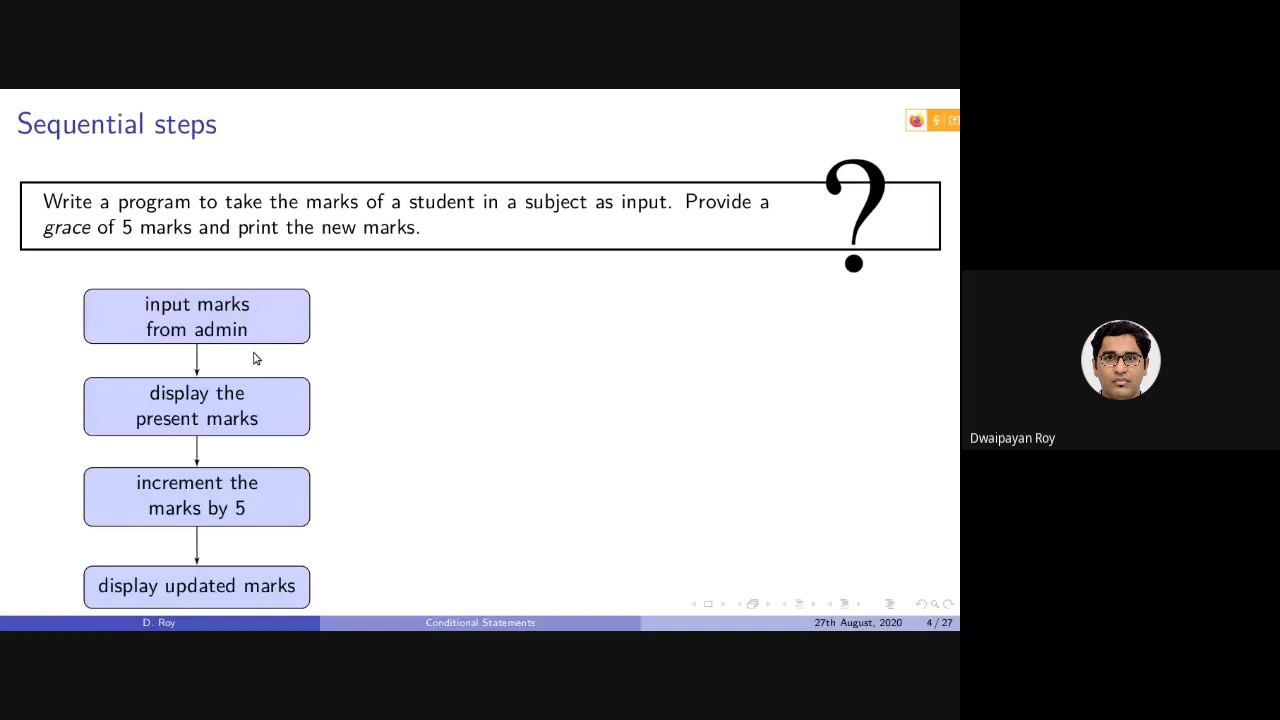 Sequential steps
Write a program to take the marks of a student in a subject as input. Provide a
grace of 5 marks and print the new marks.
?
input marks
from admin
display the
present marks
increment the
marks by 5
display updated marks
D. Roy
Conditional Statements
27th August, 2020
4 / 27
Dwaipayan Roy